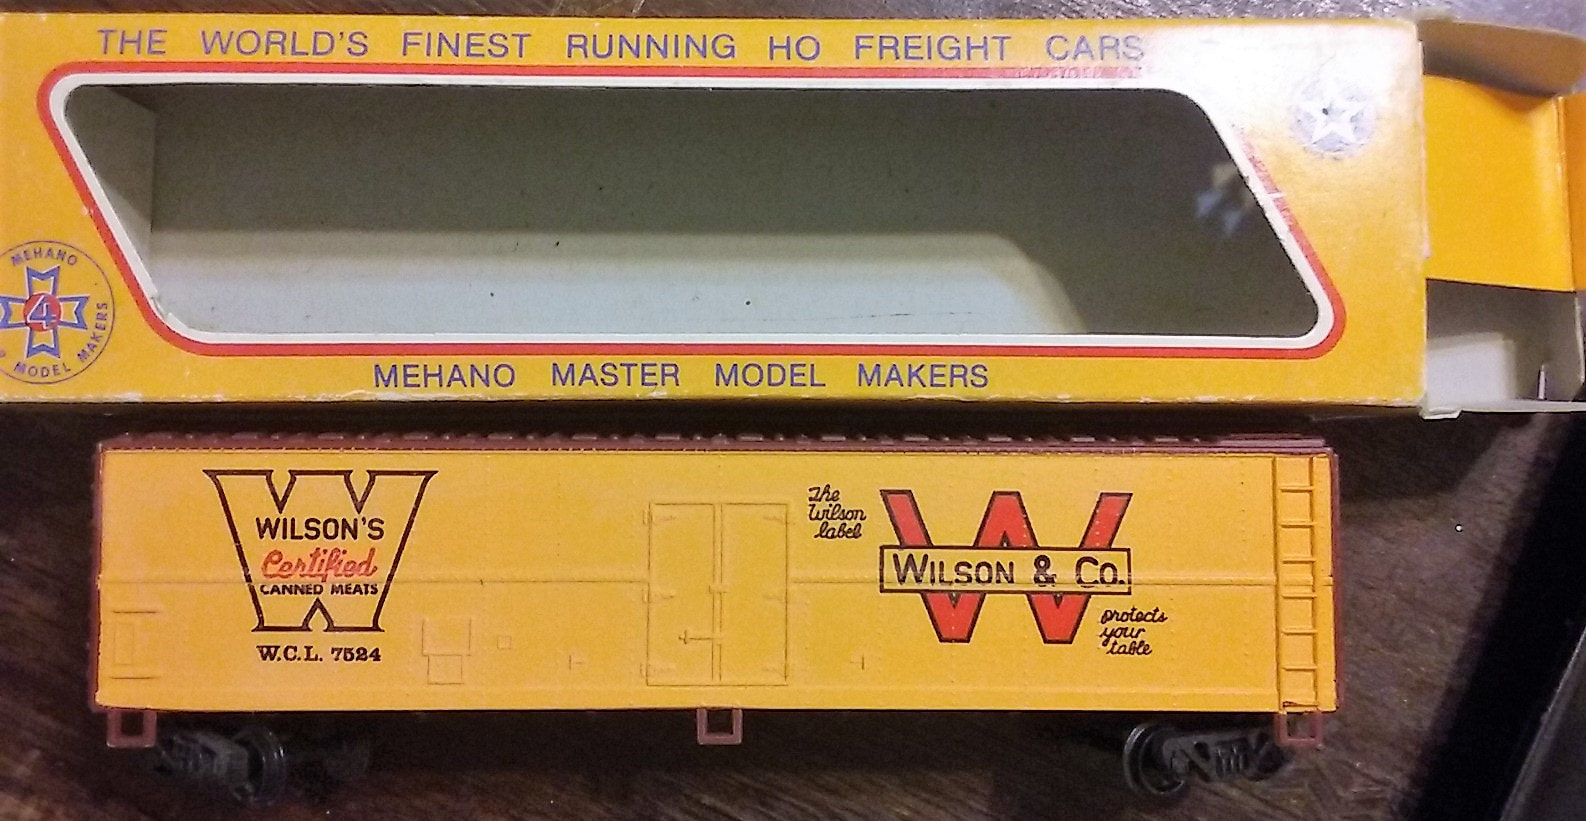 THE WORLD'S FINEST RUNNING HO FREIGHT CARS
MEHANO
4
MODEL MAKERS
MEHANO MASTER MODEL MAKERS
WILSON'S
Certified
CANNED MEATS
W.C.L. 7524
The
Wilson
label
W
WILSON & CO.
protects
your
table